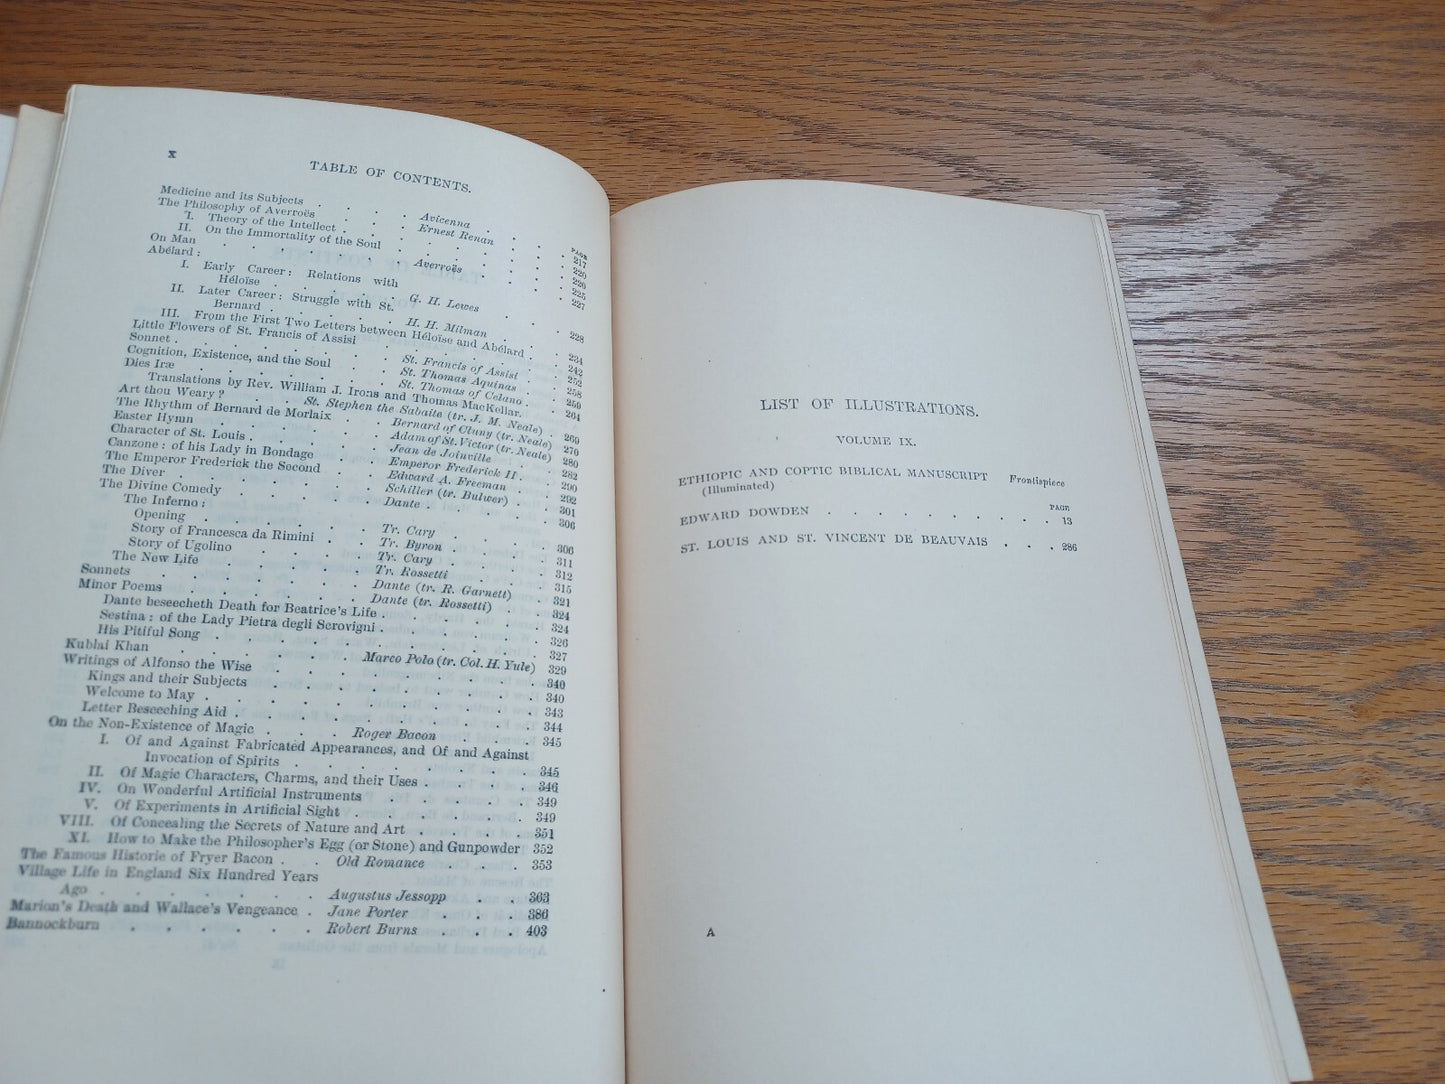 x
TABLE OF CONTENTS.
PAGE
Medicine and its Subjects . . . . Avicenna . . . 217
The Philosophy of Averroës . . . . Ernest Renan . . . 220
I. Theory of the Intellect . . . . . . . . 220
II. On the Immortality of the Soul . . . . . . . 225
On Man . . . . . . . Averroës . . . 227
Abélard:
I. Early Career: Relations with
Héloïse . . . . . G. H. Lewes . . . 228
II. Later Career: Struggle with St.
Bernard . . . . . H. H. Milman . . . 234
III. From the First Two Letters between Héloïse and Abélard . 242
Little Flowers of St. Francis of Assisi . . . . . . . 252
Sonnet . . . . . . . St. Francis of Assisi . . 258
Cognition, Existence, and the Soul . . St. Thomas Aquinas . . 259
Dies Iræ . . . . . . . St. Thomas of Celano . . 264
Translations by Rev. William J. Irons and Thomas MacKellar.
Art thou Weary? . . St. Stephen the Sabaite (tr. J. M. Neale) . 269
The Rhythm of Bernard de Morlaix . . Bernard of Cluny (tr. Neale) 270
Easter Hymn . . . . . . Adam of St. Victor (tr. Neale) 280
Character of St. Louis . . . . . Jean de Joinville . . 282
Canzone: of his Lady in Bondage . . Emperor Frederick II . . 290
The Emperor Frederick the Second . . Edward A. Freeman . . 292
The Diver . . . . . . Schiller (tr. Bulwer) . . 301
The Divine Comedy . . . . . Dante . . . . 306
The Inferno:
Opening . . . . . . Tr. Cary . . . 306
Story of Francesca da Rimini . . Tr. Byron . . . 311
Story of Ugolino . . . . Tr. Cary . . . 312
The New Life . . . . . Tr. Rossetti . . . 315
Sonnets . . . . . . . Dante (tr. R. Garnett) . 321
Minor Poems . . . . . . Dante (tr. Rossetti) . . 324
Dante beseecheth Death for Beatrice's Life . . . . . 324
Sestina: of the Lady Pietra degli Scrovigni . . . . . 326
His Pitiful Song . . . . . . . . . 327
Kublai Khan . . . . . . Marco Polo (tr. Col. H. Yule) 329
Writings of Alfonso the Wise . . . . . . . . 340
Kings and their Subjects . . . . . . . . 340
Welcome to May . . . . . . . . . 343
Letter Beseeching Aid . . . . . . . . . 344
On the Non-Existence of Magic . . . Roger Bacon . . . 345
I. Of and Against Fabricated Appearances, and Of and Against
Invocation of Spirits . . . . . . . 345
II. Of Magic Characters, Charms, and their Uses . . . . 346
IV. On Wonderful Artificial Instruments . . . . . 349
V. Of Experiments in Artificial Sight . . . . . . 349
VIII. Of Concealing the Secrets of Nature and Art . . . . 351
XI. How to Make the Philosopher's Egg (or Stone) and Gunpowder 352
The Famous Historie of Fryer Bacon . . Old Romance . . . 353
Village Life in England Six Hundred Years
Ago . . . . . . . Augustus Jessopp . . . 363
Marion's Death and Wallace's Vengeance . Jane Porter . . . 386
Bannockburn . . . . . . Robert Burns . . . 403
LIST OF ILLUSTRATIONS.
VOLUME IX.
ETHIOPIC AND COPTIC BIBLICAL MANUSCRIPT Frontispiece
(Illuminated)
PAGE
EDWARD DOWDEN . . . . . . . . . . 13
ST. LOUIS AND ST. VINCENT DE BEAUVAIS . . . 286
A